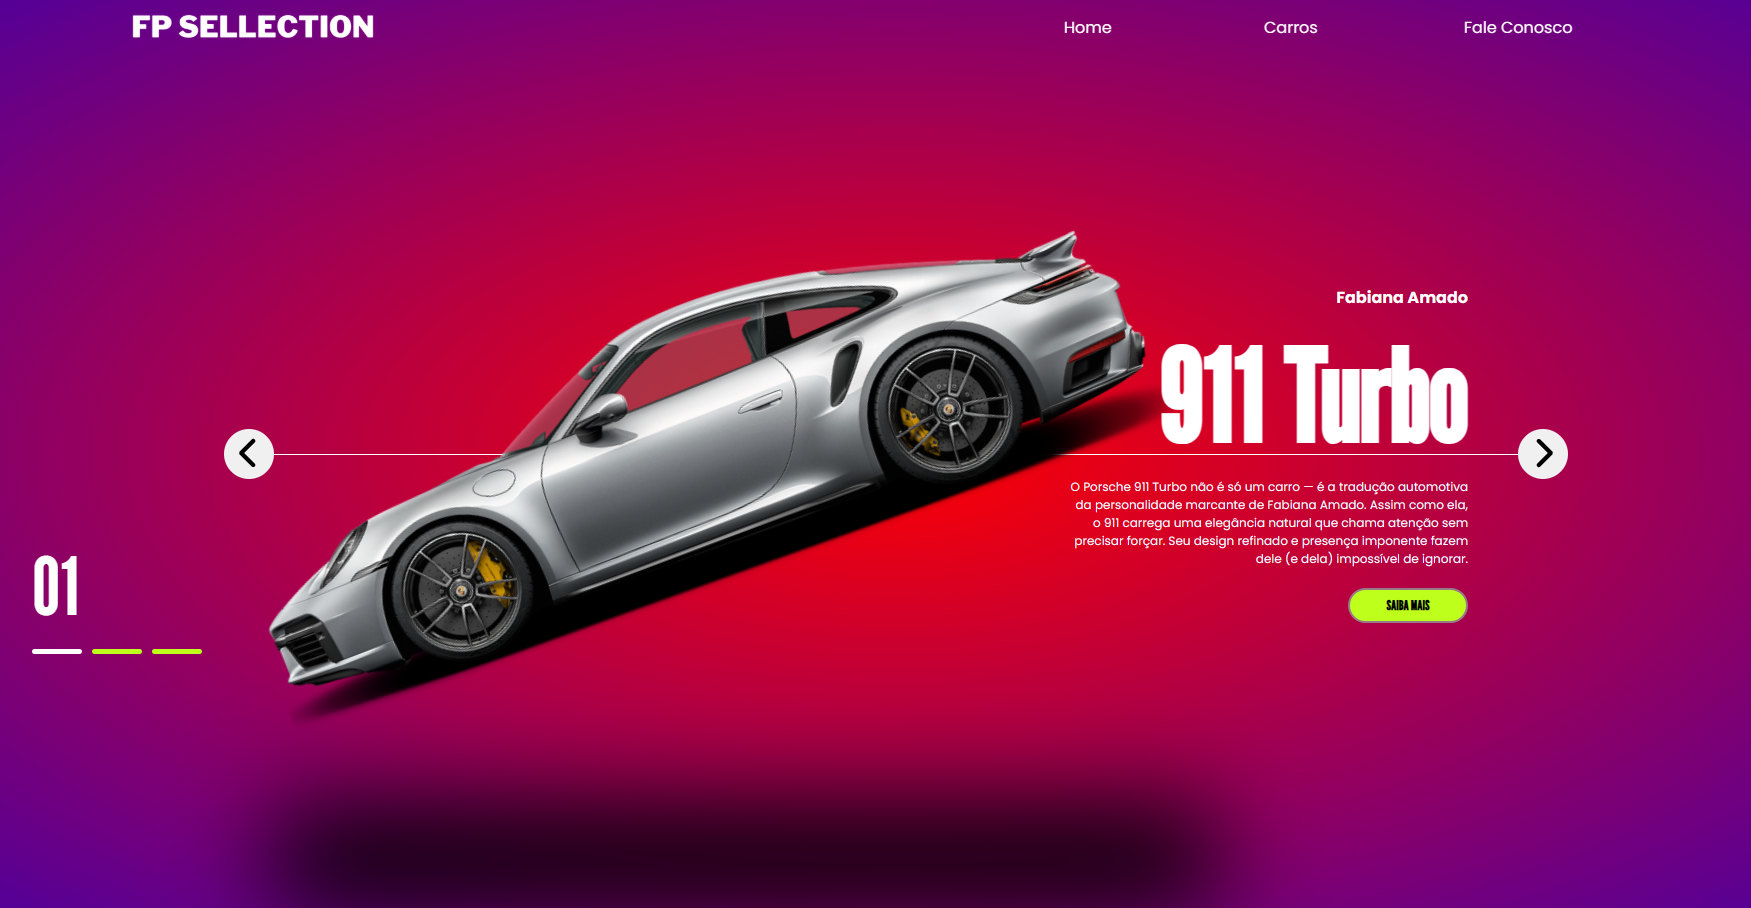 FP SELLECTION
Home
Carros
Fale Conosco
Fabiana Amado
911 Turbo
O Porsche 911 Turbo não é só um carro — é a tradução automotiva
da personalidade marcante de Fabiana Amado. Assim como ela,
o 911 carrega uma elegância natural que chama atenção sem
precisar forçar. Seu design refinado e presença imponente fazem
dele (e dela) impossível de ignorar.
SAIBA MAIS
01